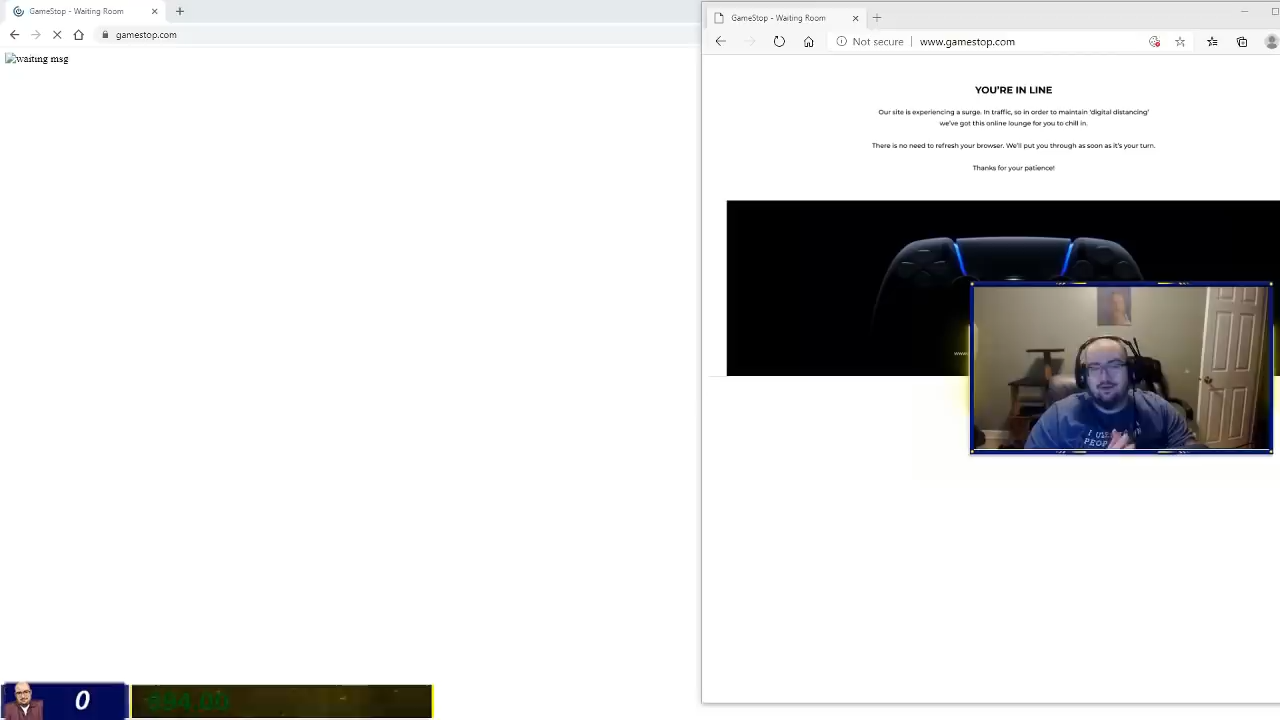 GameStop - Waiting Room
gamestop.com
waiting msg
GameStop - Waiting Room
Not secure
www.gamestop.com
YOU'RE IN LINE
Our site is experiencing a surge. In traffic, so in order to maintain 'digital distancing'
we've got this online lounge for you to chill in.
There is no need to refresh your browser. We'll put you through as soon as it's your turn.
Thanks for your patience!
www.
0